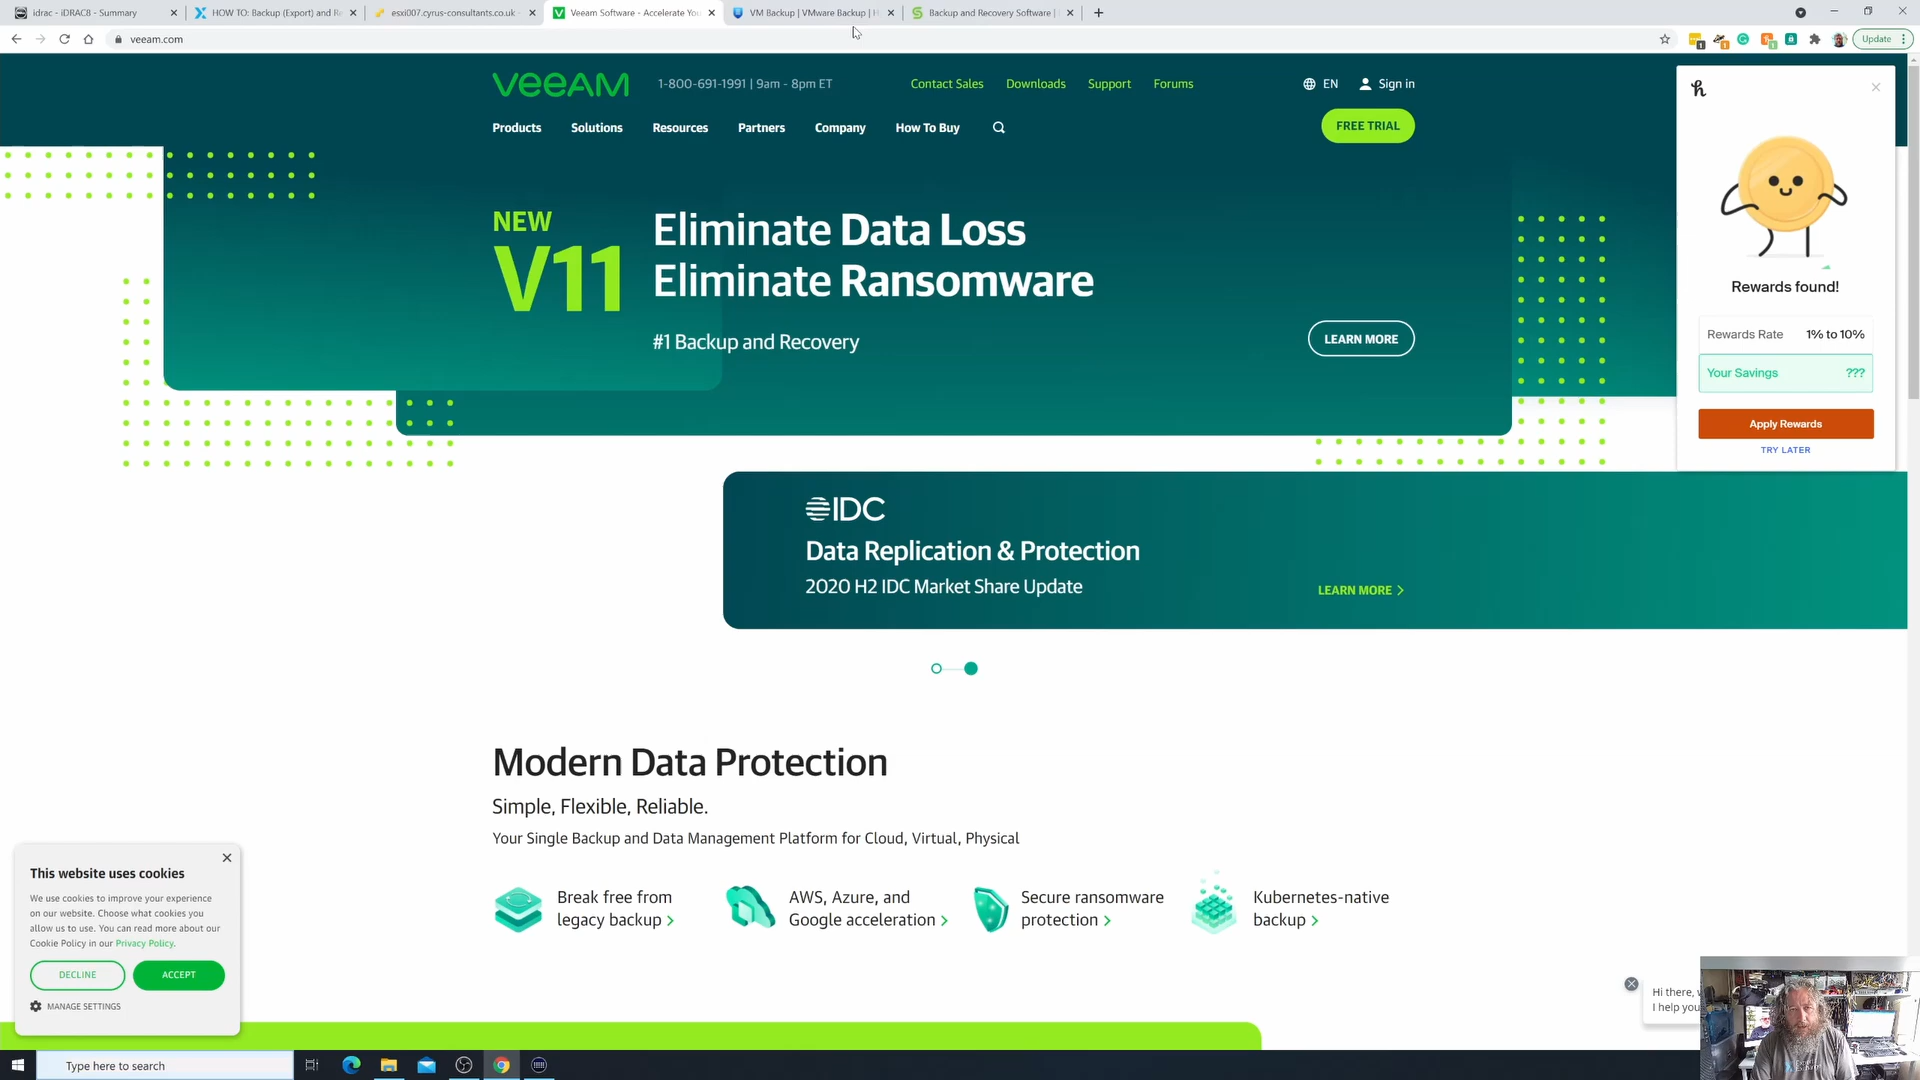 idrac - iDRAC8 - Summary
HOW TO: Backup (Export) and Re
esxi007.cyrus-consultants.co.uk
Veeam Software - Accelerate You
VM Backup | VMware Backup | H
Backup and Recovery Software |
veeam.com
Update
veeAM
1-800-691-1991 | 9am - 8pm ET
Contact Sales
Downloads
Support
Forums
EN
Sign in
Products
Solutions
Resources
Partners
Company
How To Buy
FREE TRIAL
NEW
V11
Eliminate Data Loss
Eliminate Ransomware
#1 Backup and Recovery
LEARN MORE
Rewards found!
Rewards Rate 1% to 10%
Your Savings ???
Apply Rewards
TRY LATER
IDC
Data Replication & Protection
2020 H2 IDC Market Share Update
LEARN MORE
Modern Data Protection
Simple, Flexible, Reliable.
Your Single Backup and Data Management Platform for Cloud, Virtual, Physical
Break free from
legacy backup
AWS, Azure, and
Google acceleration
Secure ransomware
protection
Kubernetes-native
backup
This website uses cookies
We use cookies to improve your experience
on our website. Choose what cookies you
allow us to use. You can read more about our
Cookie Policy in our Privacy Policy.
DECLINE
ACCEPT
MANAGE SETTINGS
Hi there,
I help you
Type here to search